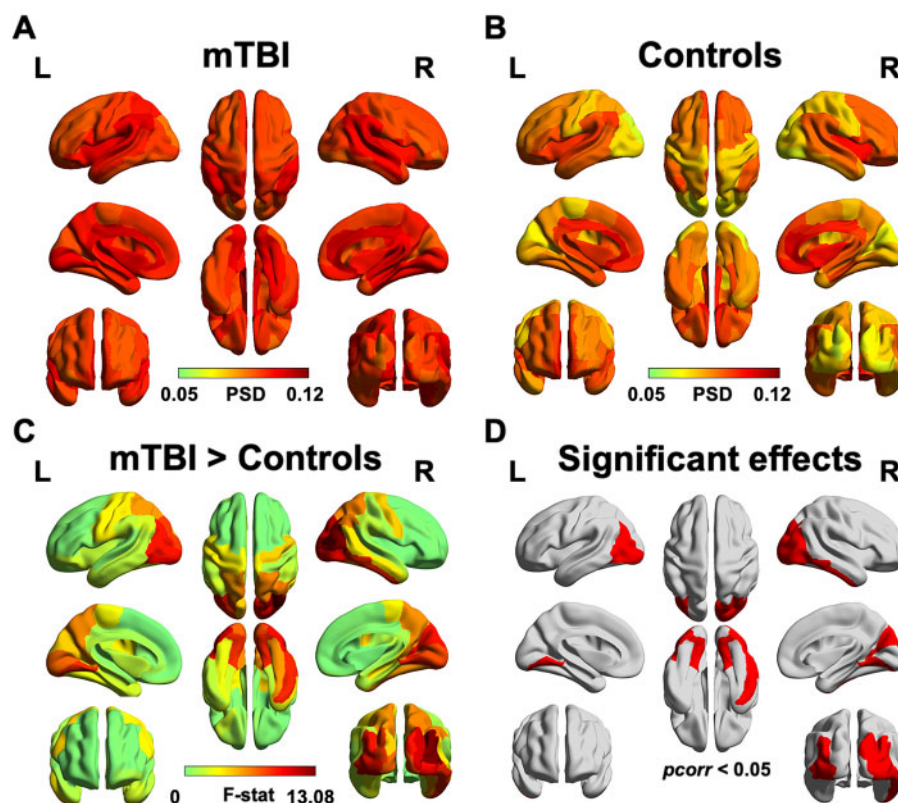 A
mTBI
L
R
0.05 PSD 0.12
B
Controls
L
R
0.05 PSD 0.12
C
mTBI > Controls
L
R
0 F-stat 13.08
D
Significant effects
L
R
pcorr < 0.05